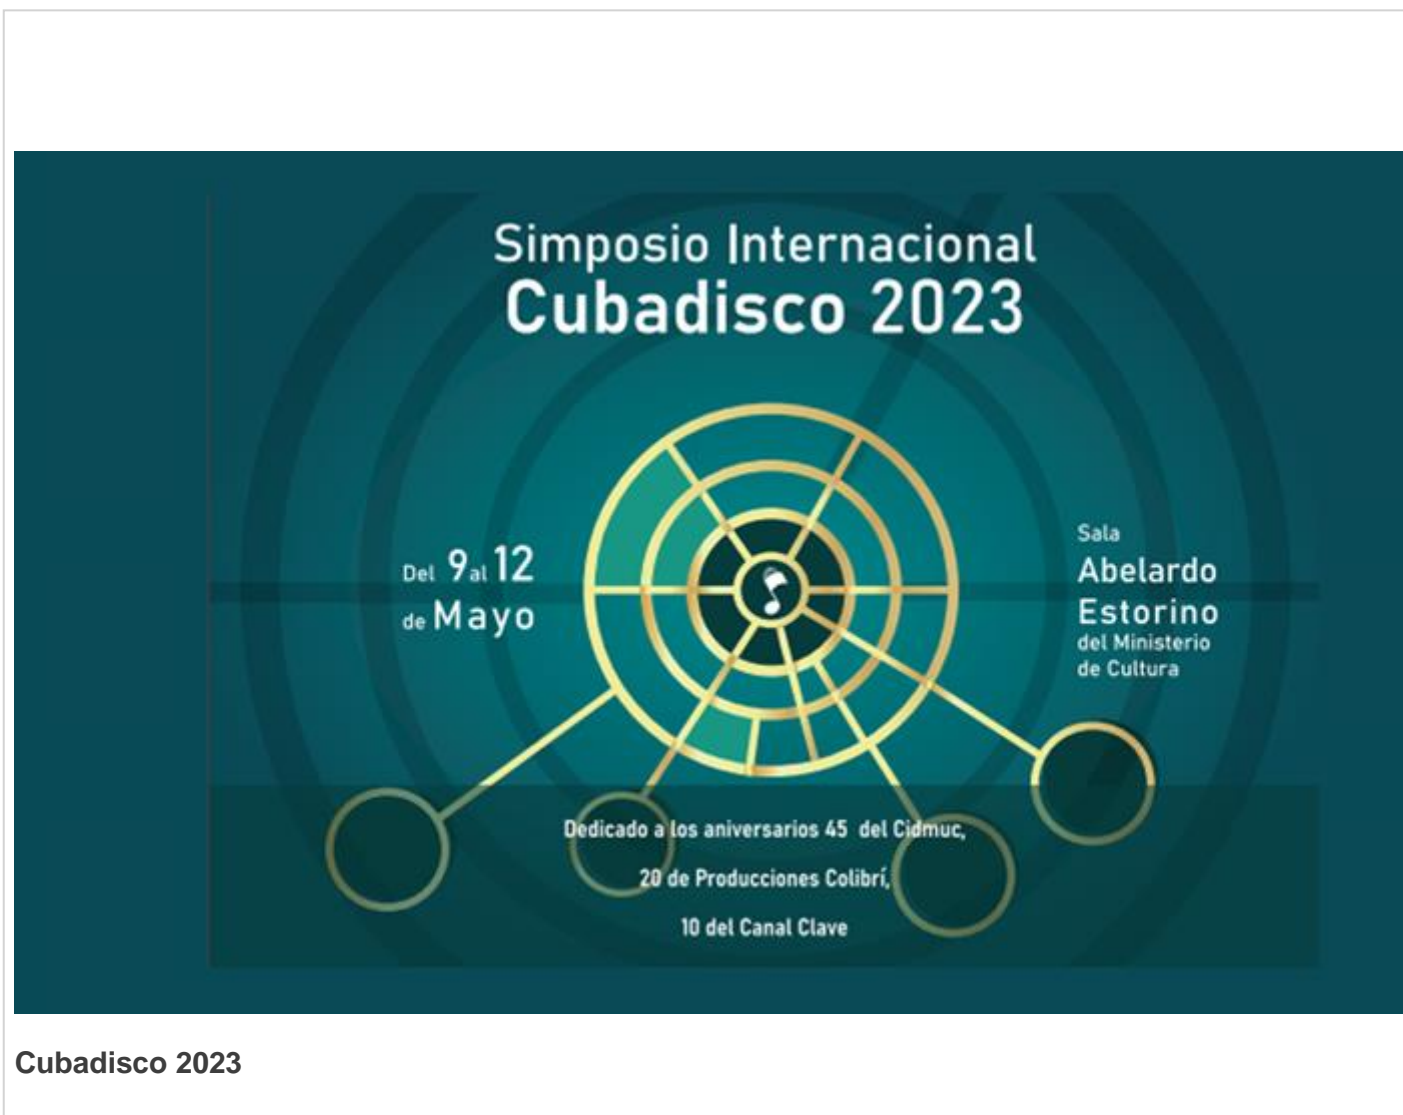 Simposio Internacional
Cubadisco 2023
Del 9 al 12
de Mayo
Sala
Abelardo
Estorino
del Ministerio
de Cultura
Dedicado a los aniversarios 45 del Cidmuc,
20 de Producciones Colibrí,
10 del Canal Clave
Cubadisco 2023